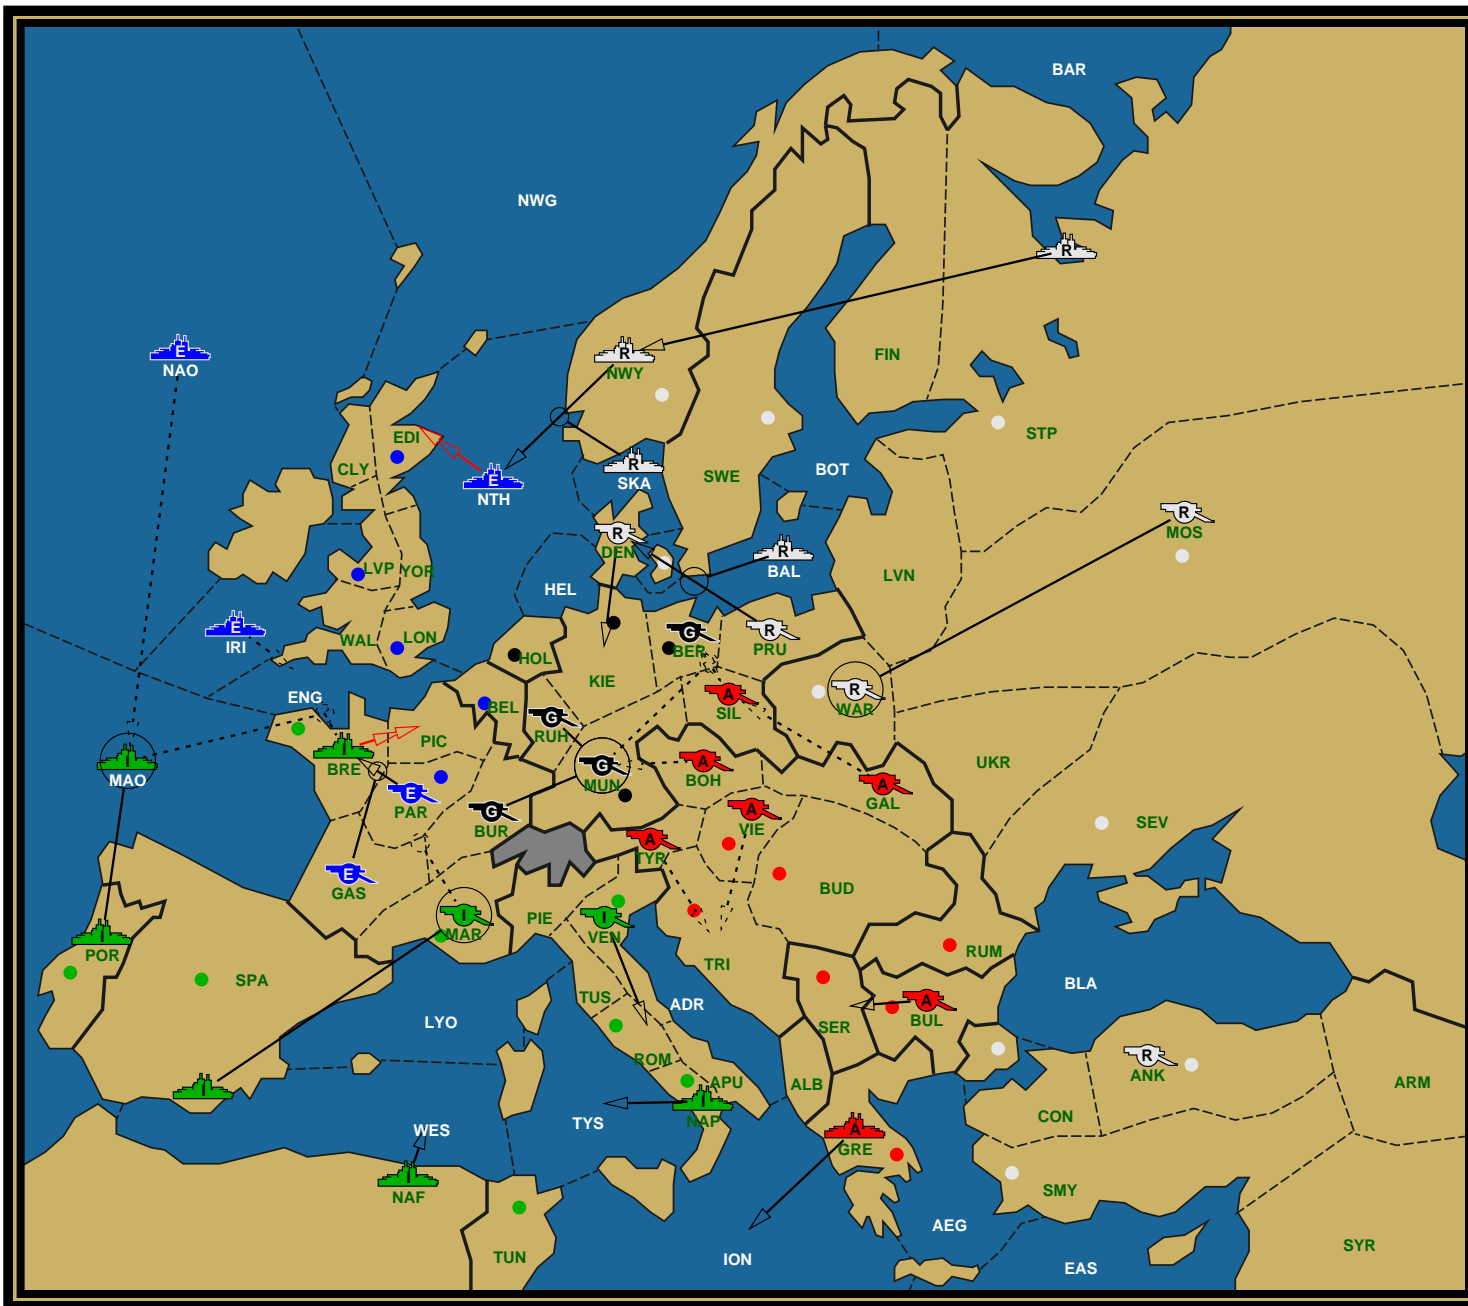 BAR
NWG
R
R
E
NAO
NWY
FIN
EDI
STP
CLY
R
SKA
E
NTH
BOT
SWE
R
MOS
R
DEN
R
BAL
LVP
YOR
HEL
LVN
E
IRI
WAL
LON
G
BER
R
PRU
HOL
KIE
ENG
BEL
A
SIL
R
WAR
G
RUH
PIC
I
BRE
I
MAO
G
MUN
A
BOH
UKR
A
GAL
E
PAR
G
BUR
A
VIE
SEV
A
TYR
E
GAS
BUD
I
MAR
PIE
I
VEN
I
POR
RUM
SPA
TRI
BLA
TUS
ADR
A
BUL
LYO
SER
ROM
R
ANK
I
APU
ALB
ARM
I
NAP
TYS
CON
WES
A
GRE
I
NAF
SMY
AEG
TUN
ION
SYR
EAS